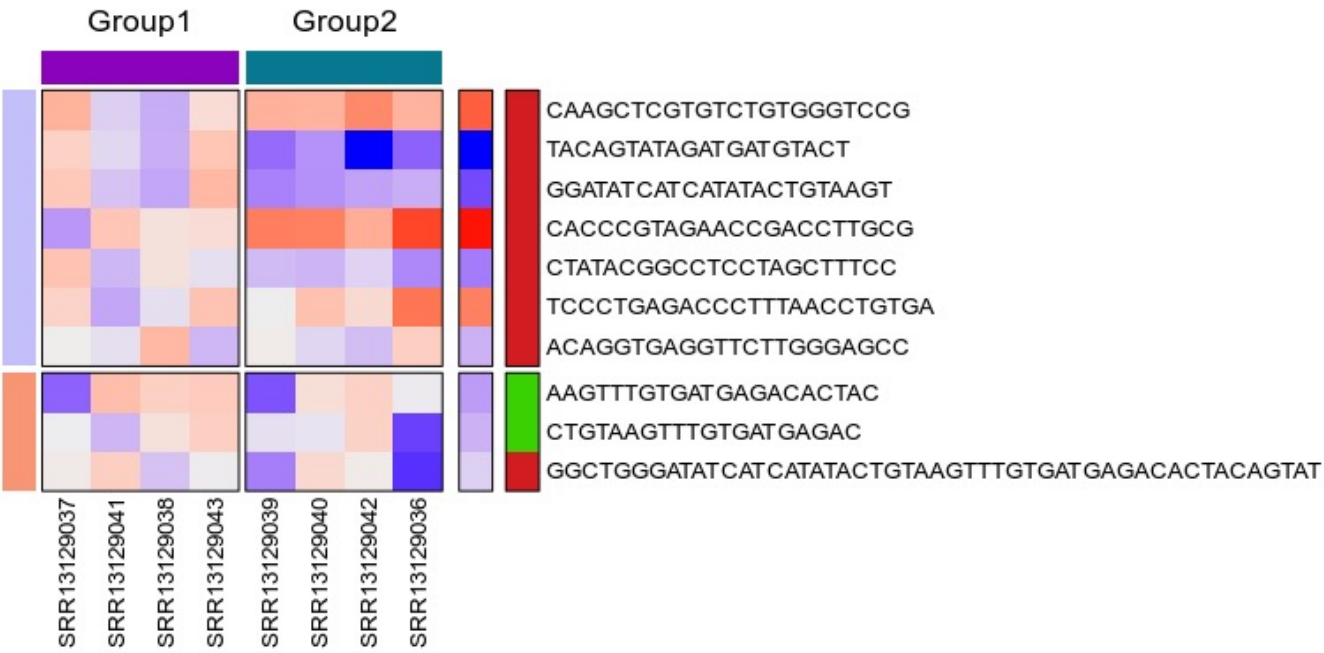 Group1 Group2
CAAGCTCGTGTCTGTGGGTCCG
TACAGTATAGATGATGTACT
GGATATCATCATATACTGTAAGT
CACCCGTAGAACCGACCTTGCG
CTATACGGCCTCCTAGCTTTCC
TCCCTGAGACCCTTTAACCTGTGA
ACAGGTGAGGTTCTTGGGAGCC
AAGTTTGTGATGAGACACTAC
CTGTAAGTTTGTGATGAGAC
GGCTGGGATATCATCATATACTGTAAGTTTGTGATGAGACACTACAGTAT
SRR13129037
SRR13129041
SRR13129038
SRR13129043
SRR13129039
SRR13129040
SRR13129042
SRR13129036